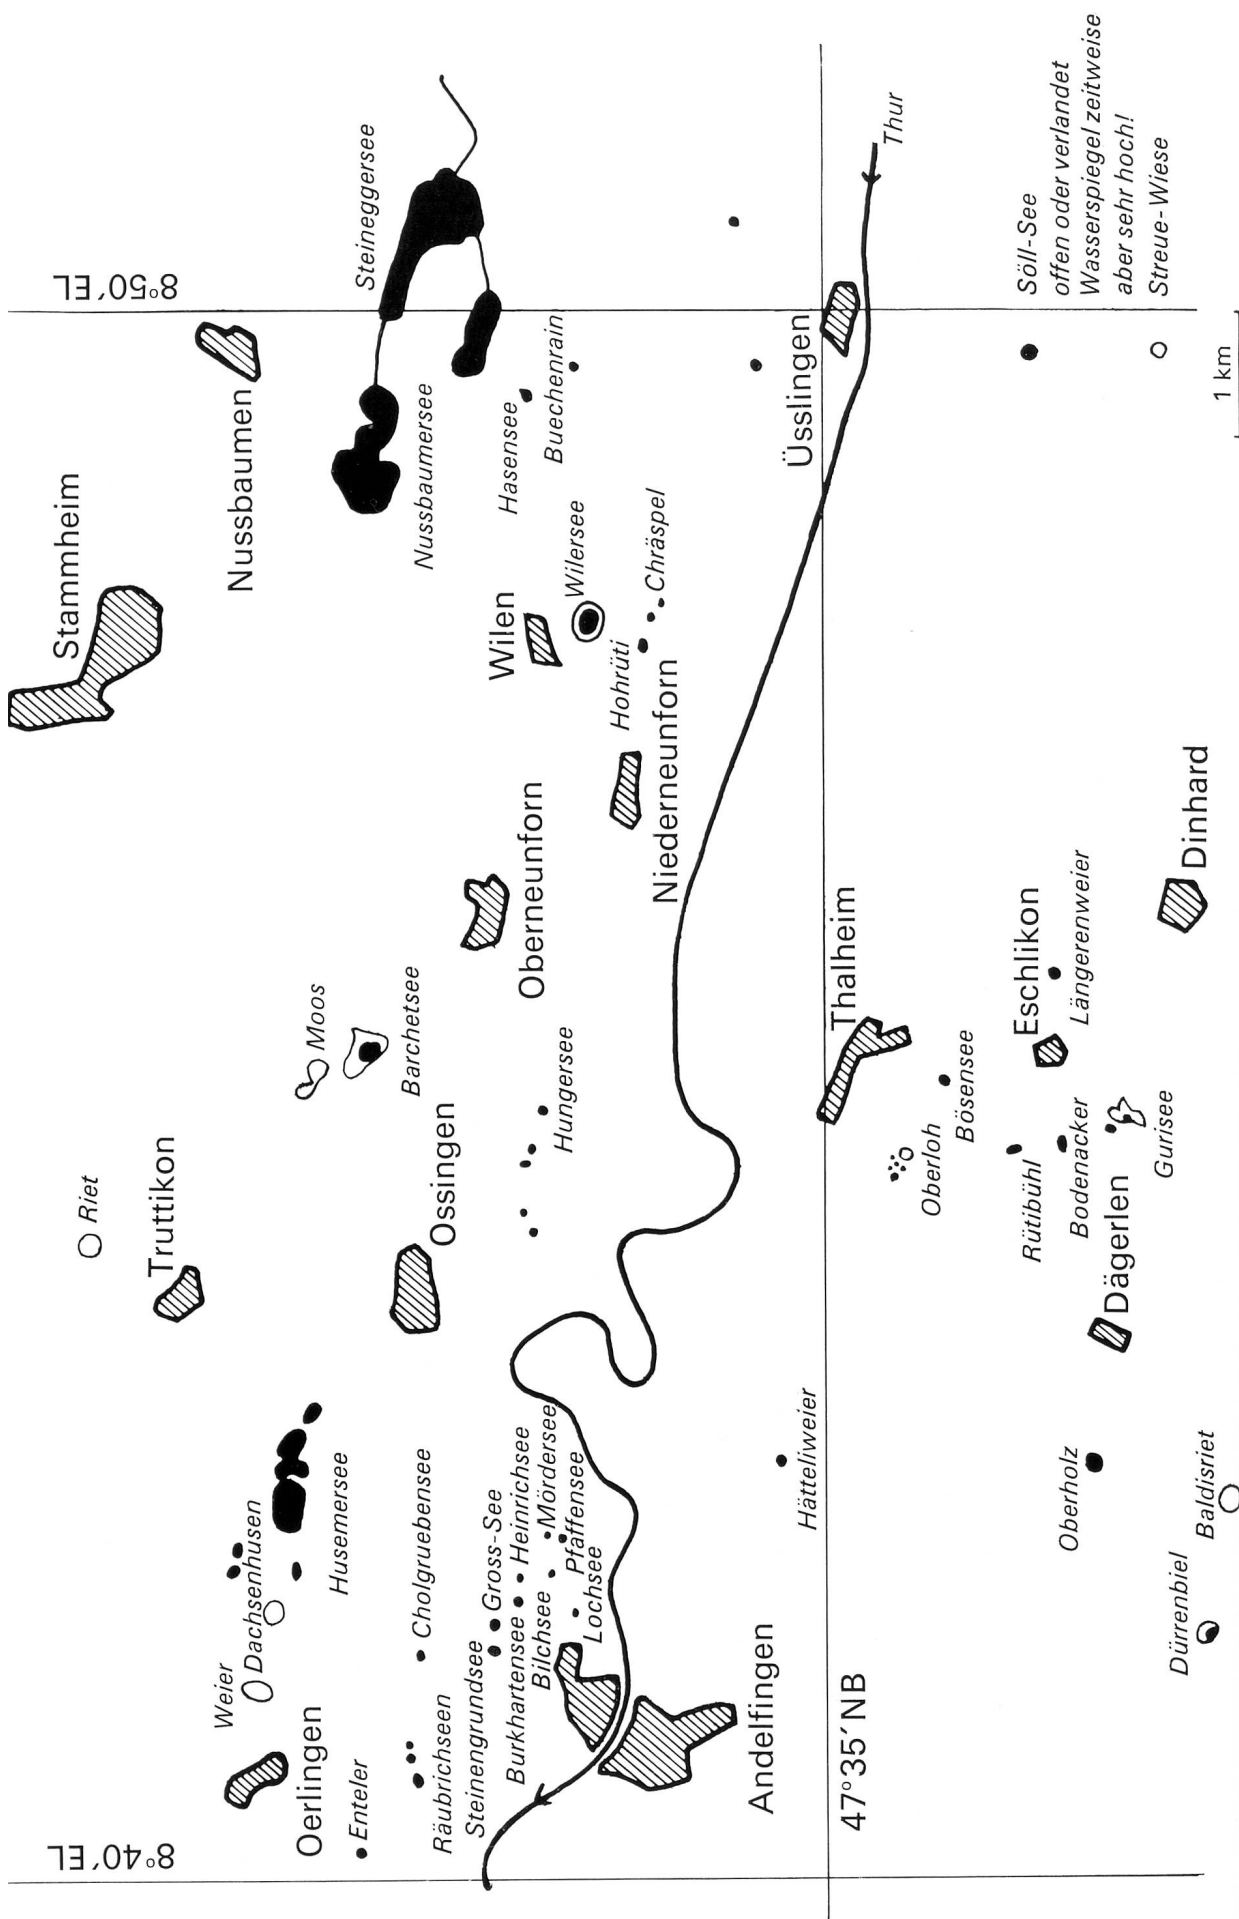 8°40′ EL
8°50′ EL
Stammheim
Nussbaumen
Steineggersee
Nussbaumersee
Hasensee
Buechenrain
Wilen
Wilersee
Hohrüti
Chräspel
Niederneunforn
Oberneunforn
Riet
Truttikon
Moos
Barchetsee
Ossingen
Hungersee
Weier
Dachsenhusen
Oerlingen
Husemersee
Enteler
Cholgruebensee
Räubrichseen
Steinengrundsee
Gross-See
Burkhartensee
Heinrichsee
Bilchsee
Mördersee
Pfaffensee
Lochsee
Andelfingen
47°35′ NB
Hätteliweier
Üsslingen
Thur
Thalheim
Oberloh
Bösensee
Eschlikon
Längerenweier
Rütibühl
Bodenacker
Gurisee
Dägerlen
Dinhard
Oberholz
Dürrenbiel
Baldisriet
Söll-See
offen oder verlandet
Wasserspiegel zeitweise
aber sehr hoch!
Streue-Wiese
1 km